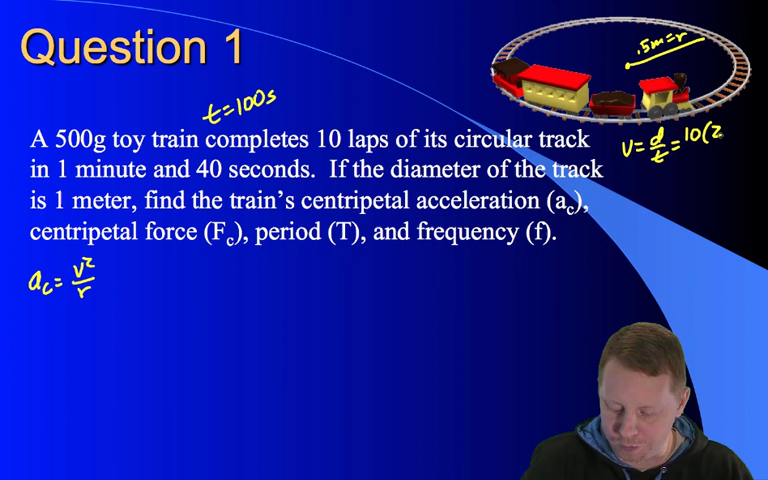 Question 1
.5m=r
t=100s
A 500g toy train completes 10 laps of its circular track
in 1 minute and 40 seconds. If the diameter of the track
is 1 meter, find the train's centripetal acceleration (ac),
centripetal force (Fc), period (T), and frequency (f).
v=d/t=10(2
ac=v²/r